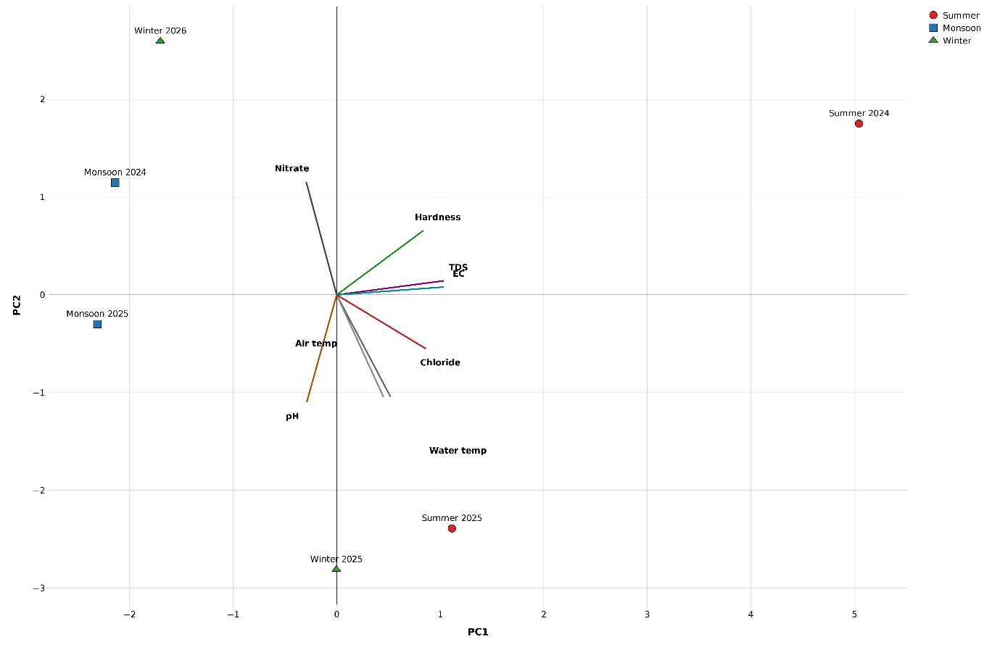 Summer
Monsoon
Winter
Winter 2026
Summer 2024
Monsoon 2024
Nitrate
Hardness
TDS
EC
Monsoon 2025
Air temp
Chloride
pH
Water temp
Summer 2025
Winter 2025
2
1
0
−1
−2
−3
PC2
−2
−1
0
1
2
3
4
5
PC1